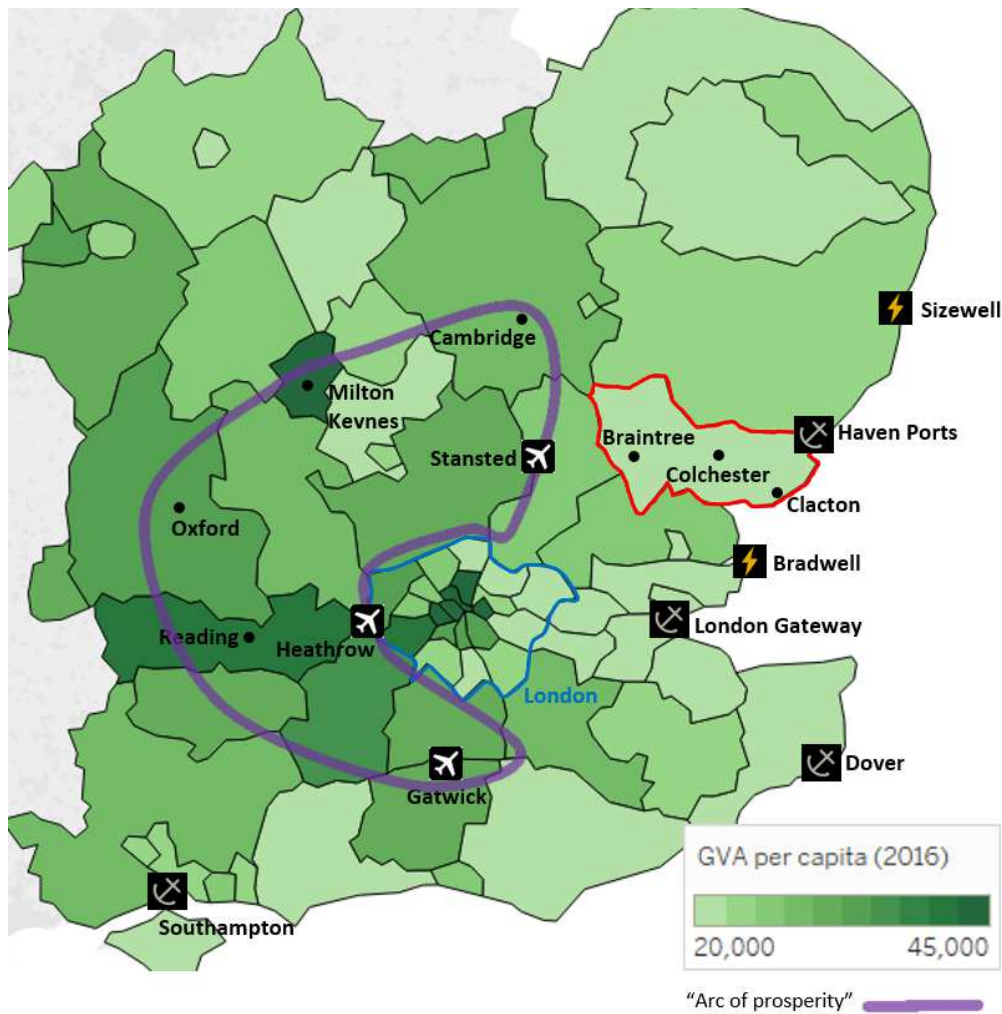 Sizewell
Cambridge
Milton
Kevnes
Haven Ports
Braintree
Stansted
Colchester
Clacton
Oxford
Bradwell
London Gateway
Reading
Heathrow
London
Dover
Gatwick
GVA per capita (2016)
20,000 45,000
Southampton
"Arc of prosperity"